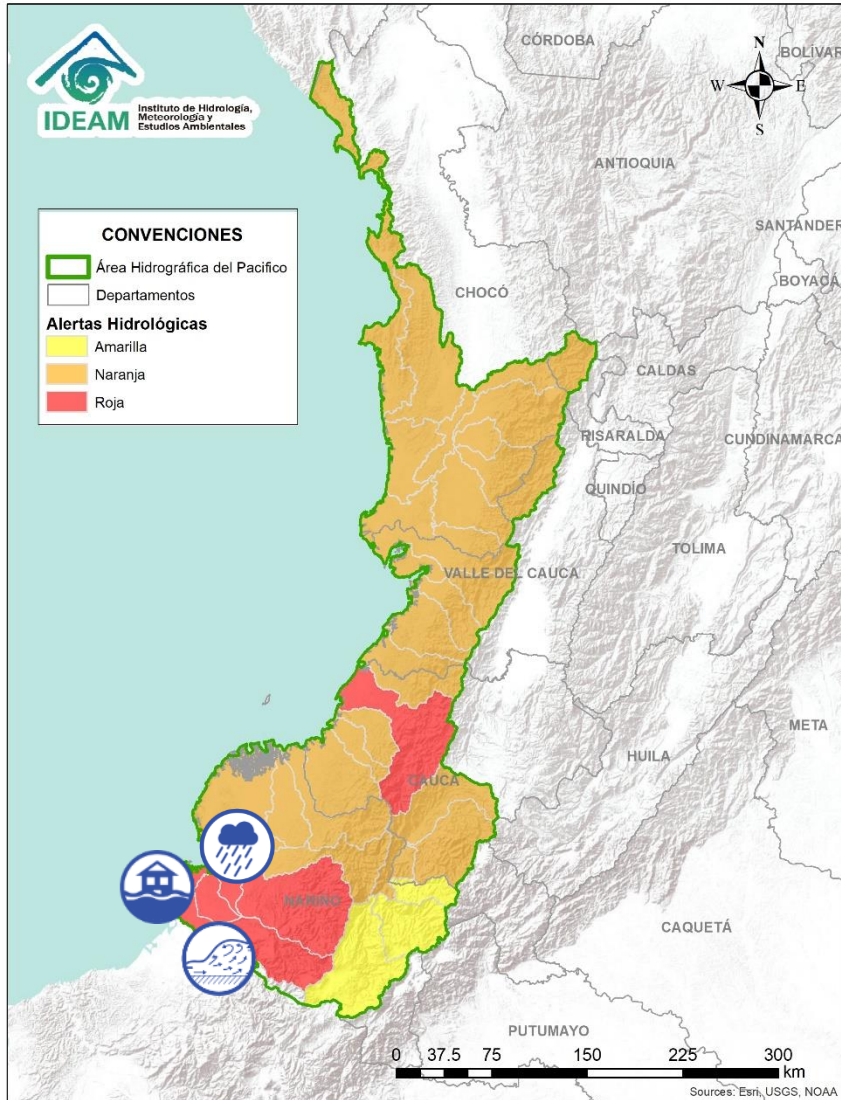 IDEAM
Instituto de Hidrología,
Meteorología y
Estudios Ambientales
CÓRDOBA
BOLÍVAR
N
W
E
S
ANTIOQUIA
SANTANDER
BOYACÁ
CONVENCIONES
Área Hidrográfica del Pacifico
Departamentos
Alertas Hidrológicas
Amarilla
Naranja
Roja
CHOCÓ
CALDAS
RISARALDA
CUNDINAMARCA
QUINDÍO
TOLIMA
VALLE DEL CAUCA
META
HUILA
CAUCA
NARIÑO
CAQUETÁ
PUTUMAYO
0 37.5 75 150 225 300
km
Sources: Esri, USGS, NOAA